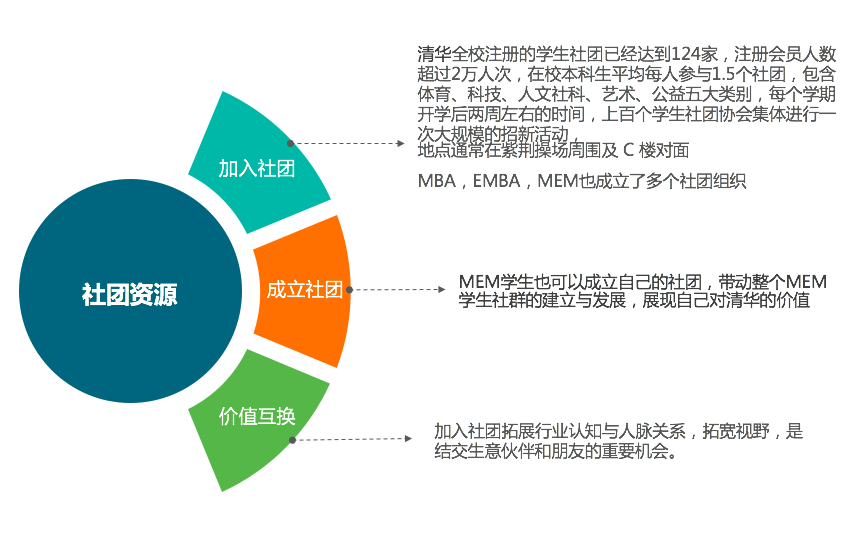 清华全校注册的学生社团已经达到124家，注册会员人数
超过2万人次，在校本科生平均每人参与1.5个社团，包含
体育、科技、人文社科、艺术、公益五大类别，每个学期
开学后两周左右的时间，上百个学生社团协会集体进行一
次大规模的招新活动，
地点通常在紫荆操场周围及 C 楼对面
MBA，EMBA，MEM也成立了多个社团组织
加入社团
社团资源
成立社团
MEM学生也可以成立自己的社团，带动整个MEM
学生社群的建立与发展，展现自己对清华的价值
价值互换
加入社团拓展行业认知与人脉关系，拓宽视野，是
结交生意伙伴和朋友的重要机会。